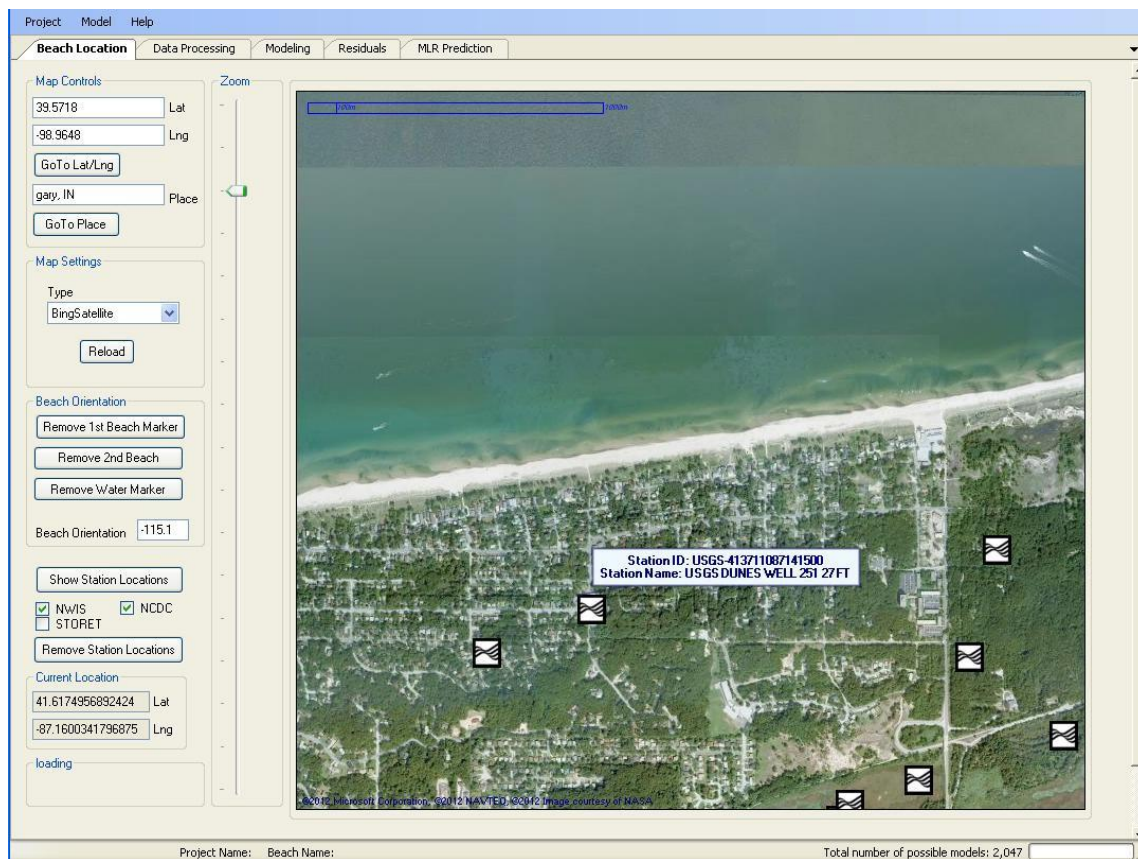 Project Model Help
Beach Location Data Processing Modeling Residuals MLR Prediction
Map Controls
39.5718 Lat
-98.9648 Lng
GoTo Lat/Lng
gary, IN Place
GoTo Place
Map Settings
Type
BingSatellite
Reload
Beach Orientation
Remove 1st Beach Marker
Remove 2nd Beach
Remove Water Marker
Beach Orientation -115.1
Show Station Locations
NWIS NCDC
STORET
Remove Station Locations
Current Location
41.6174956892424 Lat
-87.1600341796875 Lng
loading
Zoom
200m 2000m
Station ID: USGS-413711087141500
Station Name: USGS DUNES WELL 251 27 FT
©2012 Microsoft Corporation, ©2012 NAVTEQ, ©2012 Image courtesy of NASA
Project Name: Beach Name: Total number of possible models: 2,047